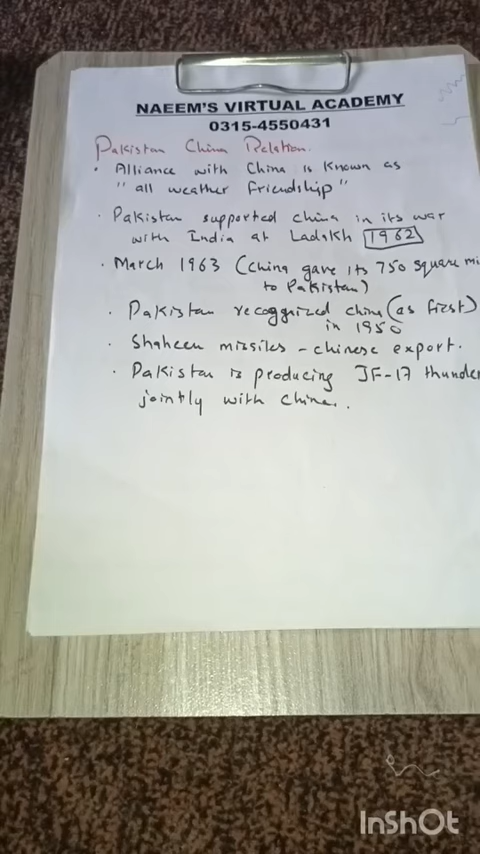 NAEEM'S VIRTUAL ACADEMY
0315-4550431
Pakistan China Relation.
• Alliance with China is known as
"all weather friendship"
• Pakistan supported china in its war
with India at Ladakh 1962
• March 1963 (China gave its 750 square mi
to Pakistan)
• Pakistan recoggnized china (as first)
in 1950
• Shaheen missiles - chinese export.
• Pakistan is producing JF-17 thunder
jointly with china.
InShOt